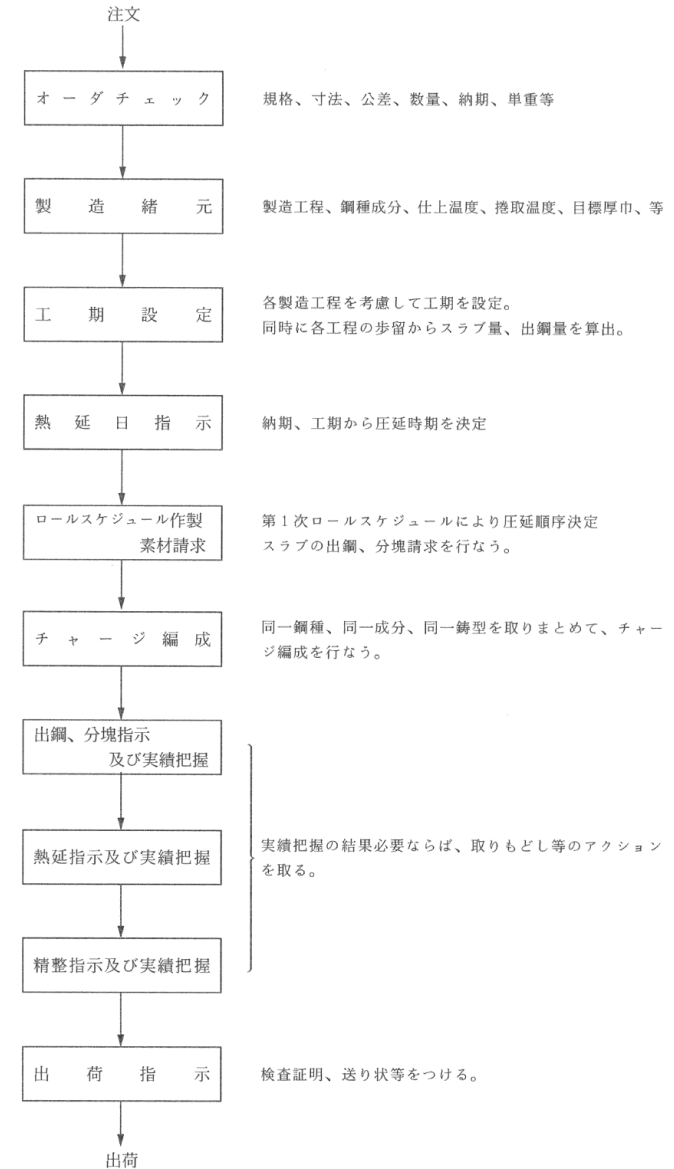 注文
オーダチェック
規格、寸法、公差、数量、納期、単重等
製造緒元
製造工程、鋼種成分、仕上温度、捲取温度、目標厚巾、等
工期設定
各製造工程を考慮して工期を設定。
同時に各工程の歩留からスラブ量、出鋼量を算出。
熱延日指示
納期、工期から圧延時期を決定
ロールスケジュール作製
素材請求
第1次ロールスケジュールにより圧延順序決定
スラブの出鋼、分塊請求を行なう。
チャージ編成
同一鋼種、同一成分、同一鋳型を取りまとめて、チャー
ジ編成を行なう。
出鋼、分塊指示
及び実績把握
熱延指示及び実績把握
実績把握の結果必要ならば、取りもどし等のアクション
を取る。
精整指示及び実績把握
出荷指示
検査証明、送り状等をつける。
出荷